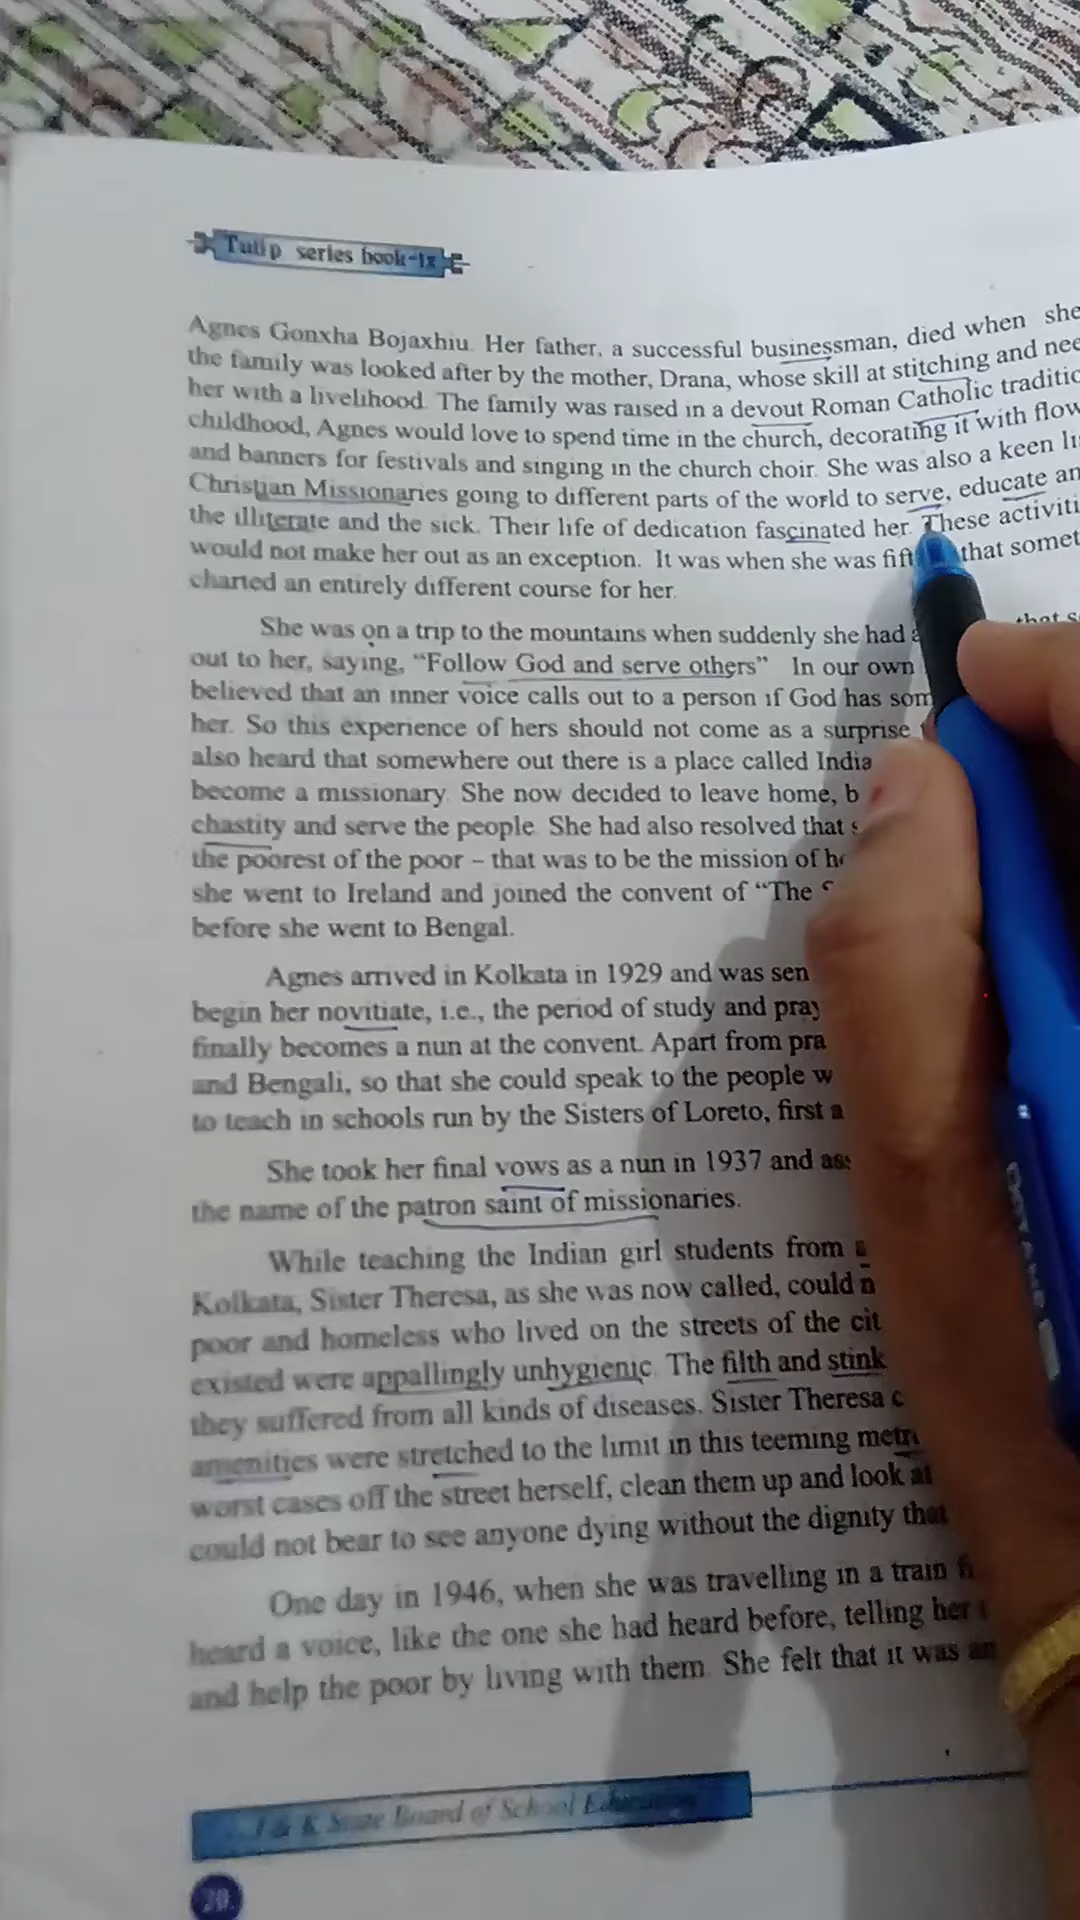 Tulip series book-ix
Agnes Gonxha Bojaxhiu. Her father, a successful businessman, died when she
the family was looked after by the mother, Drana, whose skill at stitching and
her with a livelihood. The family was raised in a devout Roman Catholic
childhood, Agnes would love to spend time in the church, decorating it with
and banners for festivals and singing in the church choir. She was also a keen
Christian Missionaries going to different parts of the world to serve, educate
the illiterate and the sick. Their life of dedication fascinated her. These
would not make her out as an exception. It was when she was that
charted an entirely different course for her.
She was on a trip to the mountains when suddenly she had that
out to her, saying, “Follow God and serve others” In our own
believed that an inner voice calls out to a person if God has
her. So this experience of hers should not come as a surprise
also heard that somewhere out there is a place called India
become a missionary. She now decided to leave home,
chastity and serve the people. She had also resolved that
the poorest of the poor – that was to be the mission of
she went to Ireland and joined the convent of “The
before she went to Bengal.
Agnes arrived in Kolkata in 1929 and was
begin her novitiate, i.e., the period of study and
finally becomes a nun at the convent. Apart from
and Bengali, so that she could speak to the people
to teach in schools run by the Sisters of Loreto, first
She took her final vows as a nun in 1937 and
the name of the patron saint of missionaries.
While teaching the Indian girl students from
Kolkata, Sister Theresa, as she was now called, could
poor and homeless who lived on the streets of the
existed were appallingly unhygienic. The filth and stink
they suffered from all kinds of diseases. Sister Theresa
amenities were stretched to the limit in this teeming
worst cases off the street herself, clean them up and look
could not bear to see anyone dying without the dignity that
One day in 1946, when she was travelling in a train
heard a voice, like the one she had heard before, telling her
and help the poor by living with them. She felt that it was
J & K State Board of School Education
20.